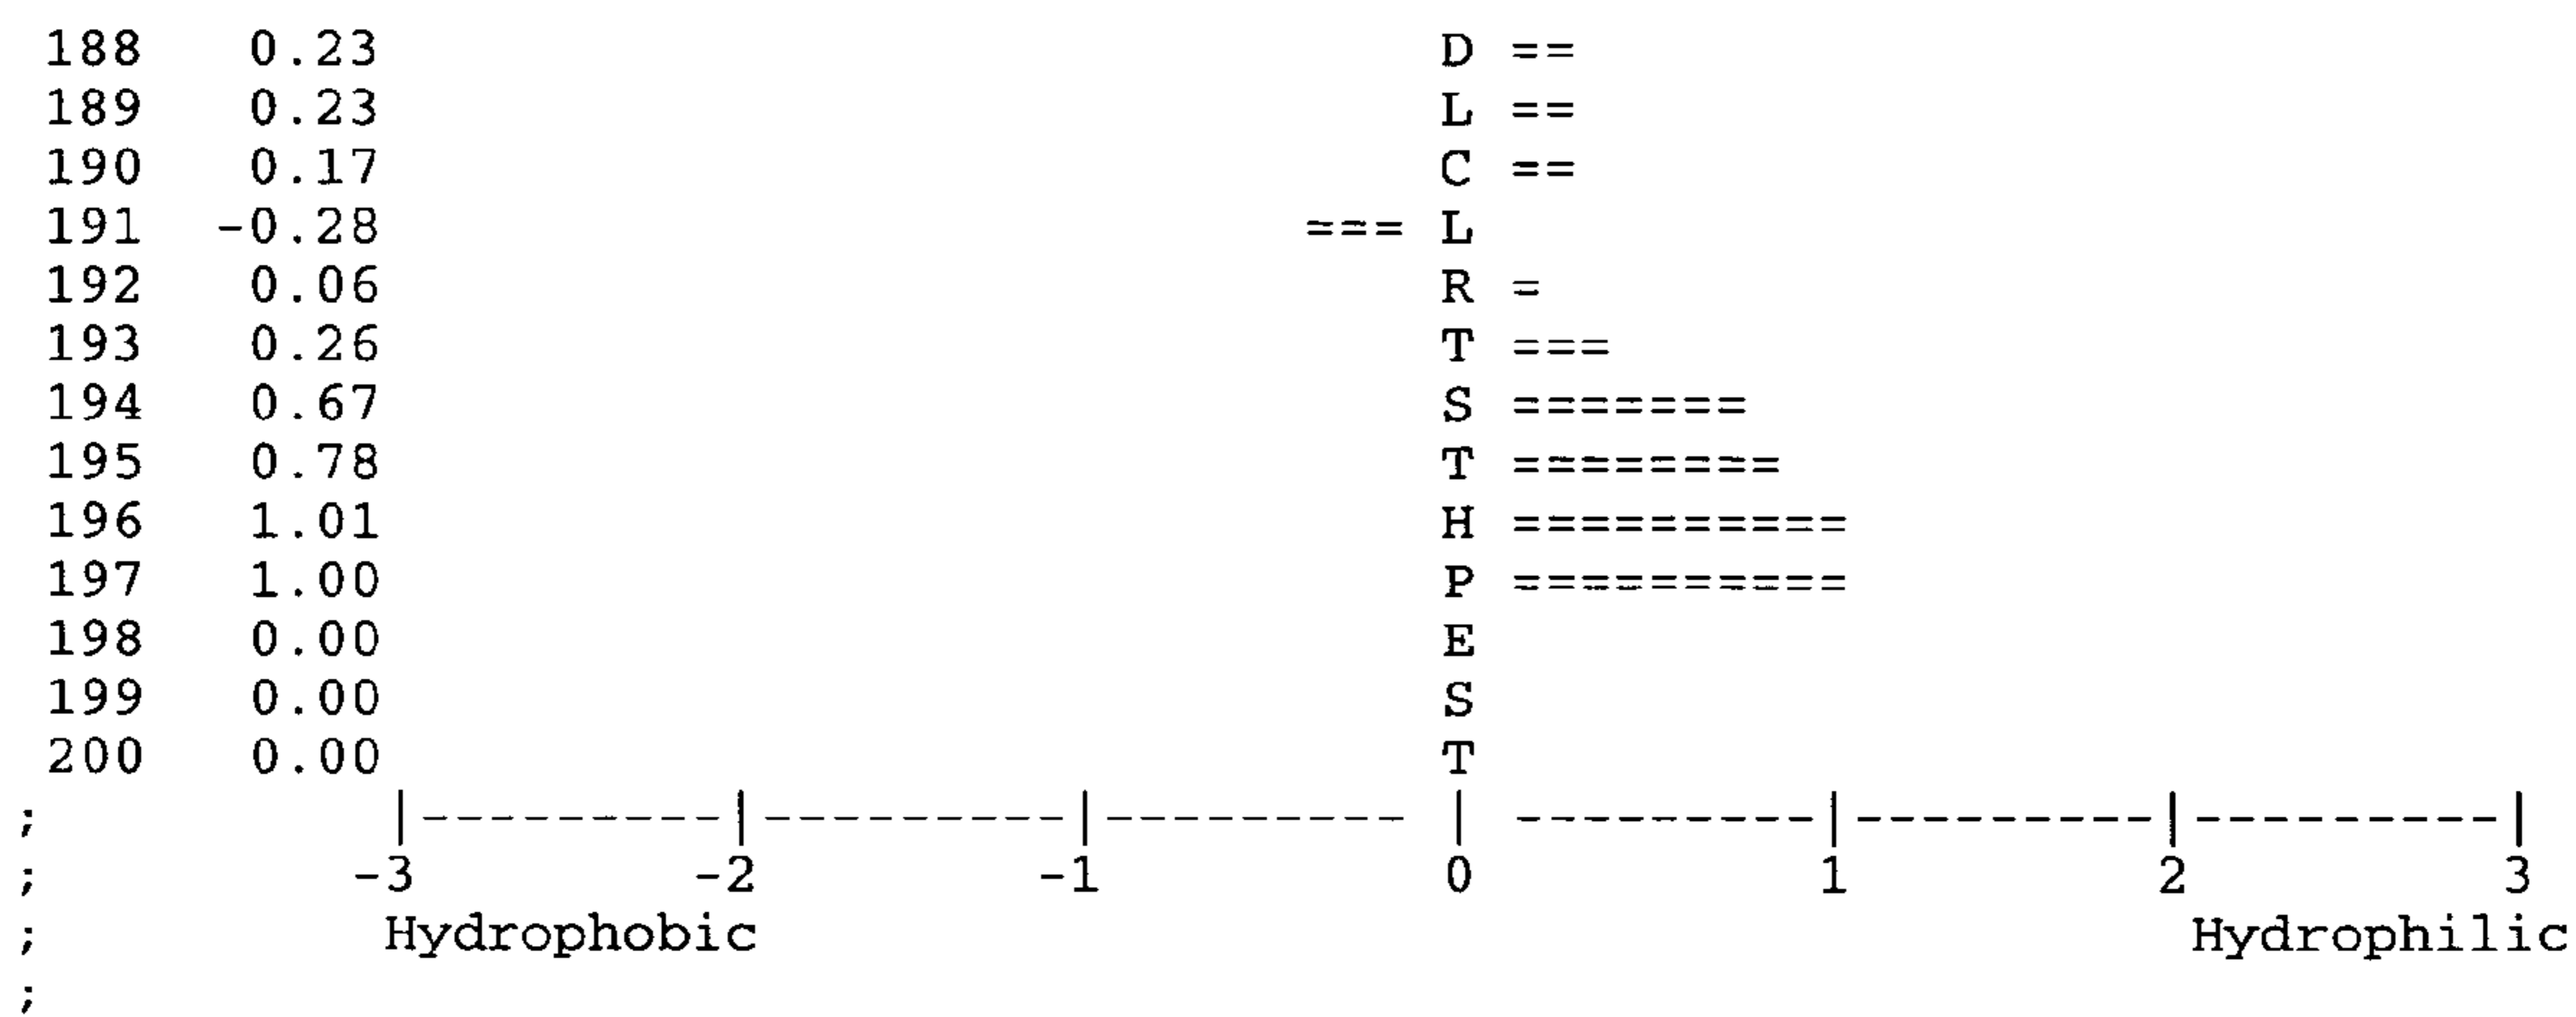 188 0.23 D ==
189 0.23 L ==
190 0.17 C ==
191 -0.28 === L
192 0.06 R =
193 0.26 T ===
194 0.67 S =======
195 0.78 T ========
196 1.01 H ==========
197 1.00 P ==========
198 0.00 E
199 0.00 S
200 0.00 T
; |---------|---------|--------- | ---------|---------|---------|
; -3 -2 -1 0 1 2 3
; Hydrophobic Hydrophilic
;